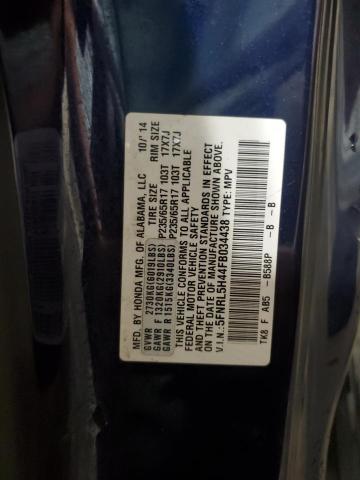 MFD. BY HONDA MFG. OF ALABAMA, LLC 10/ 14
GVWR 2730KG(6019LBS) TIRE SIZE RIM SIZE
GAWR F 1320KG(2910LBS) P235/65R17 103T 17X7J
GAWR R 1515KG(3340LBS) P235/65R17 103T 17X7J
THIS VEHICLE CONFORMS TO ALL APPLICABLE
FEDERAL MOTOR VEHICLE SAFETY
AND THEFT PREVENTION STANDARDS IN EFFECT
ON THE DATE OF MANUFACTURE SHOWN ABOVE.
V.I.N.:5FNRL5H44FB034438 TYPE: MPV
TK8 F AB5 -B588P -B -B